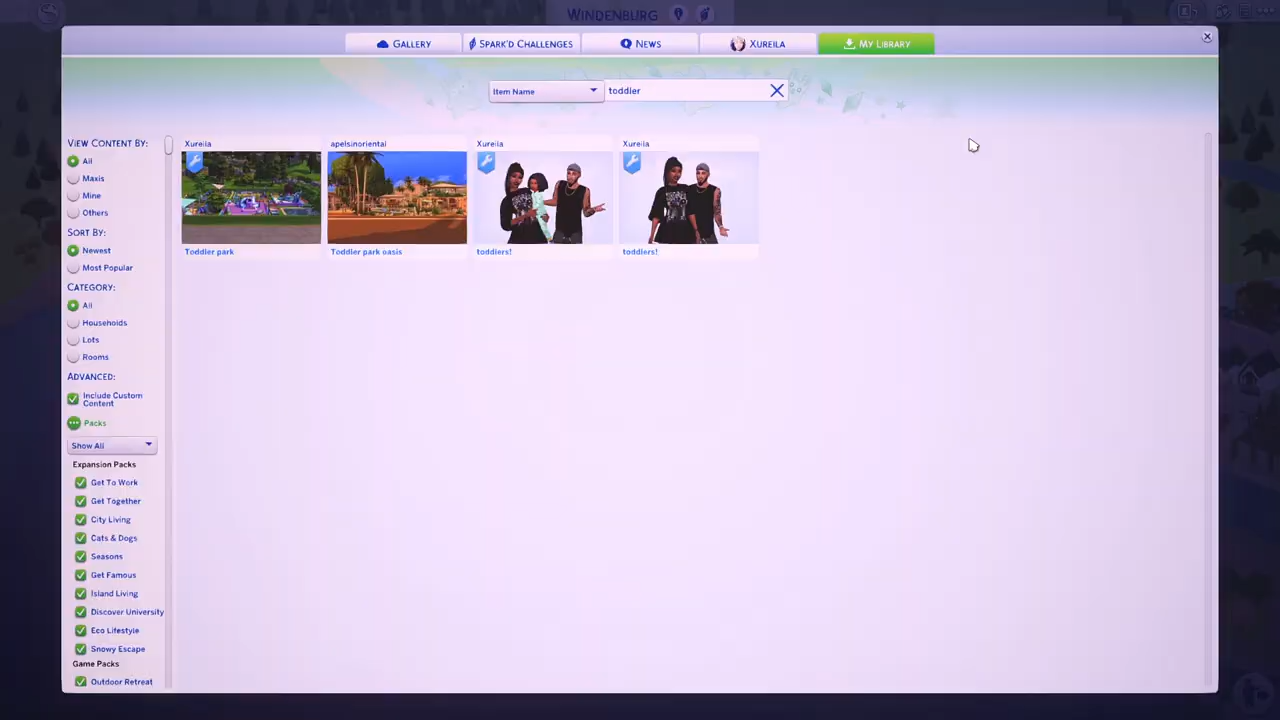 WINDENBURG
GALLERY
SPARK'D CHALLENGES
NEWS
XUREILA
MY LIBRARY
Item Name
toddler
VIEW CONTENT BY:
All
Maxis
Mine
Others
SORT BY:
Newest
Most Popular
CATEGORY:
All
Households
Lots
Rooms
ADVANCED:
Include Custom
Content
Packs
Show All
Expansion Packs
Get To Work
Get Together
City Living
Cats & Dogs
Seasons
Get Famous
Island Living
Discover University
Eco Lifestyle
Snowy Escape
Game Packs
Outdoor Retreat
Xureila
Toddler park
apelsinoriental
Toddler park oasis
Xureila
toddlers!
Xureila
toddlers!